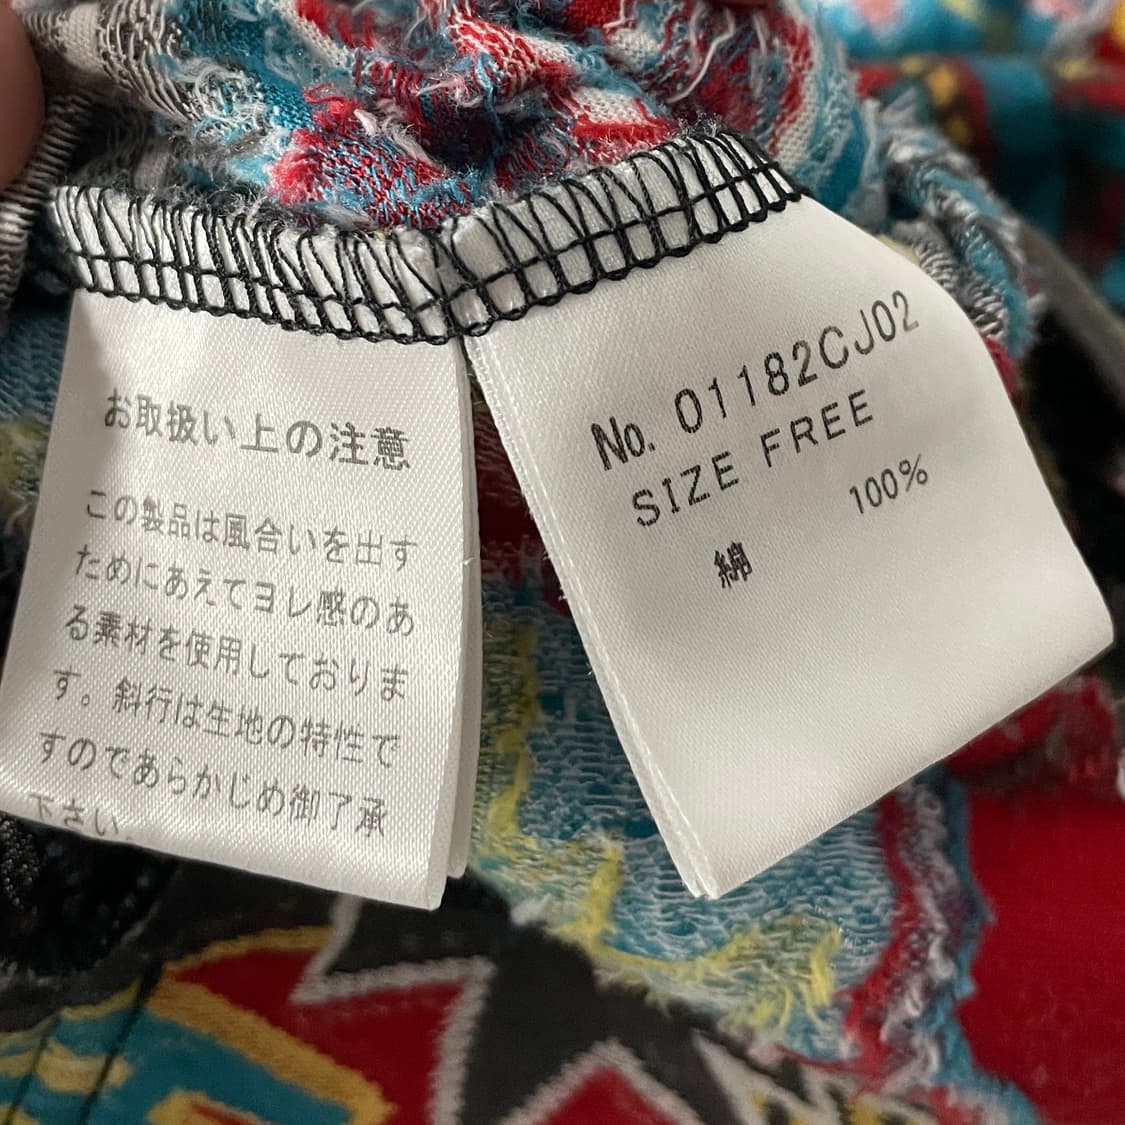 お取扱い上の注意
この製品は風合いを出す
ためにあえてヨレ感のあ
る素材を使用しておりま
す。斜行は生地の特性で
すのであらかじめ御了承
下さい。
No. 01182CJ02
SIZE FREE
綿 100%